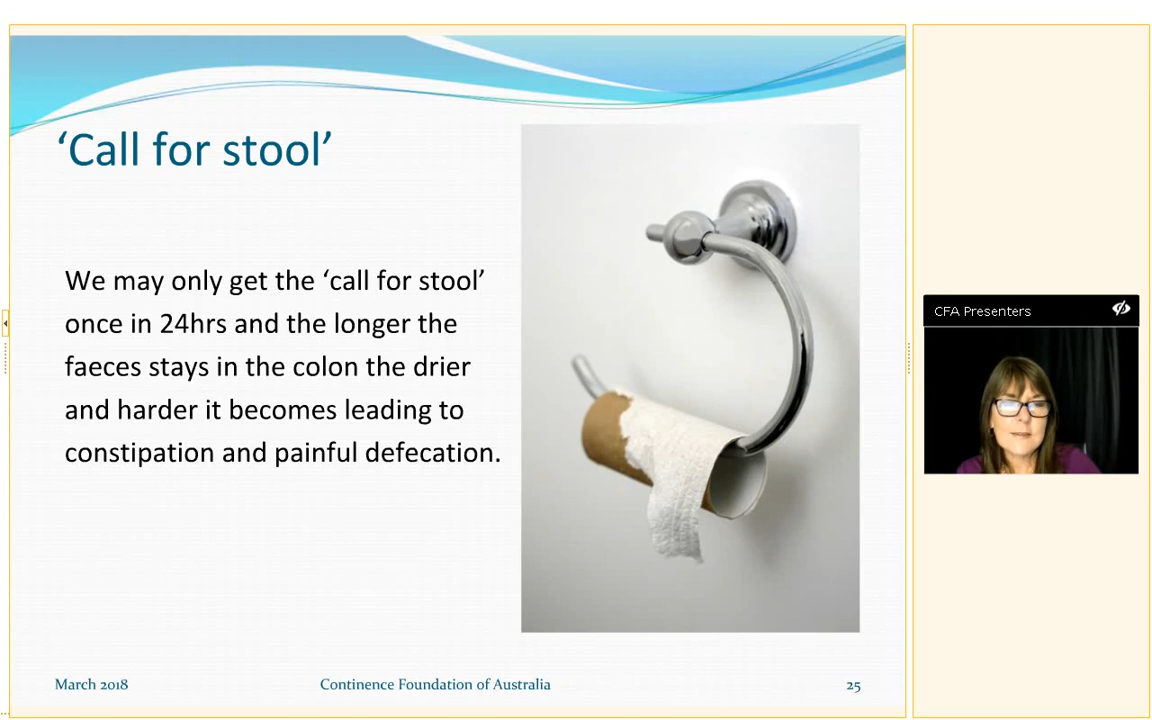 ‘Call for stool’
We may only get the ‘call for stool’
once in 24hrs and the longer the
faeces stays in the colon the drier
and harder it becomes leading to
constipation and painful defecation.
March 2018
Continence Foundation of Australia
25
CFA Presenters